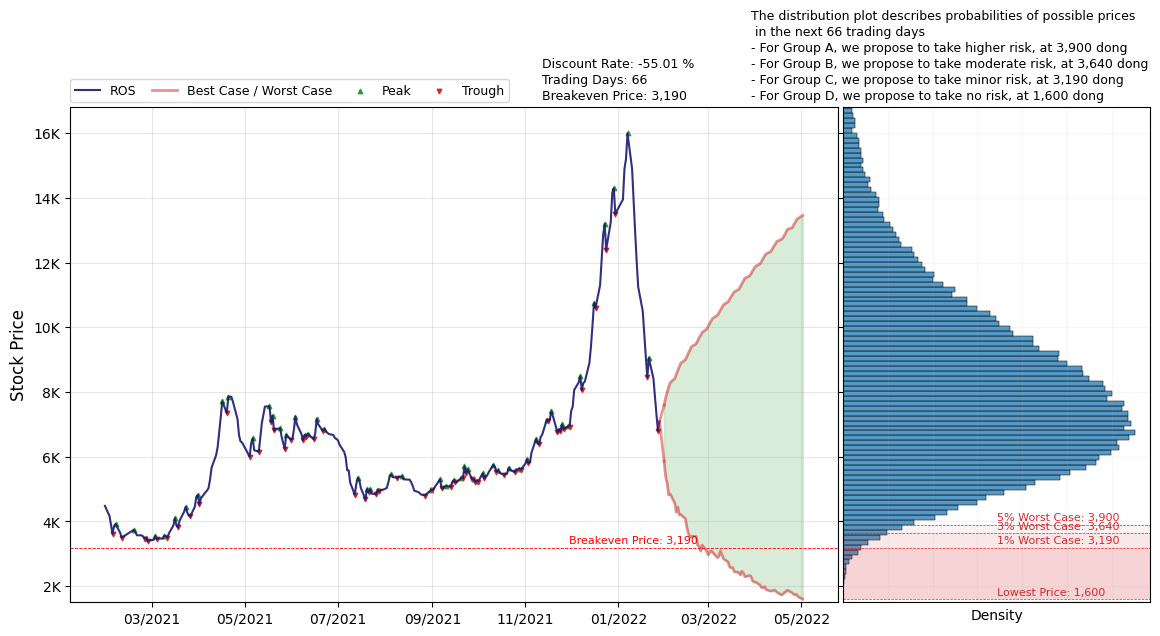 The distribution plot describes probabilities of possible prices
in the next 66 trading days
- For Group A, we propose to take higher risk, at 3,900 dong
- For Group B, we propose to take moderate risk, at 3,640 dong
- For Group C, we propose to take minor risk, at 3,190 dong
- For Group D, we propose to take no risk, at 1,600 dong
Discount Rate: -55.01 %
Trading Days: 66
Breakeven Price: 3,190
ROS
Best Case / Worst Case
Peak
Trough
Stock Price
16K
14K
12K
10K
8K
6K
4K
2K
Breakeven Price: 3,190
03/2021
05/2021
07/2021
09/2021
11/2021
01/2022
03/2022
05/2022
5% Worst Case: 3,900
3% Worst Case: 3,640
1% Worst Case: 3,190
Lowest Price: 1,600
Density